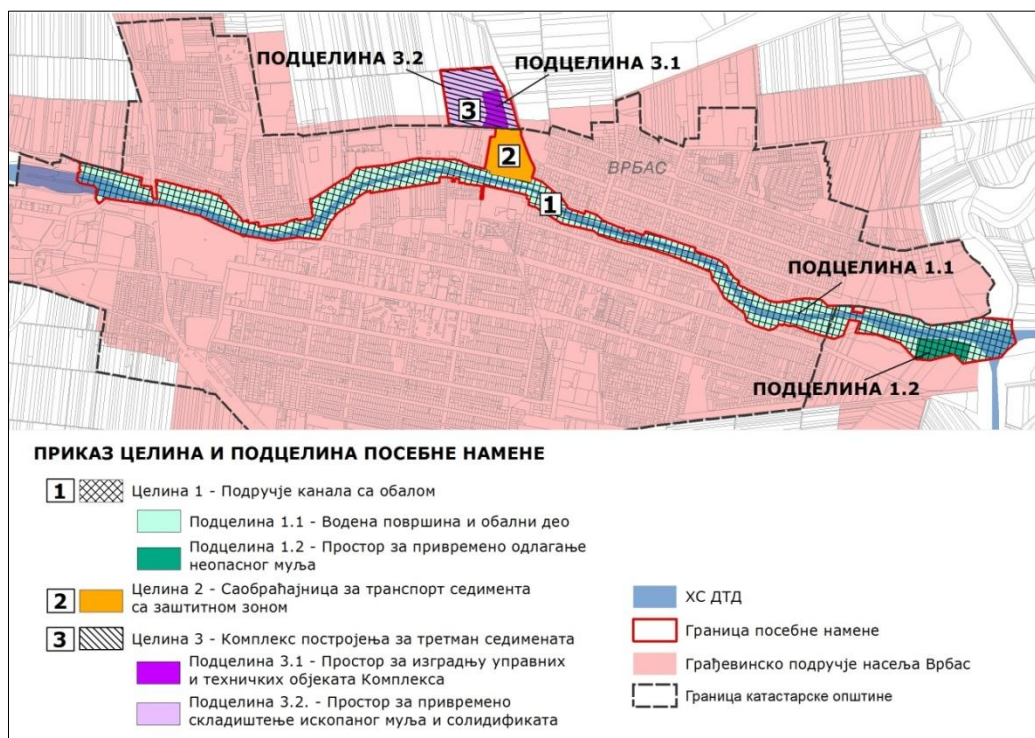 ПОДЦЕЛИНА 3.2
ПОДЦЕЛИНА 3.1
3
2
ВРБАС
1
ПОДЦЕЛИНА 1.1
ПОДЦЕЛИНА 1.2
ПРИКАЗ ЦЕЛИНА И ПОДЦЕЛИНА ПОСЕБНЕ НАМЕНЕ
1 Целина 1 - Подручје канала са обалом
Подцелина 1.1 - Водена површина и обални део
Подцелина 1.2 - Простор за привремено одлагање
неопасног муља
2 Целина 2 - Саобраћајница за транспорт седимента
са заштитном зоном
3 Целина 3 - Комплекс постројења за третман седимената
Подцелина 3.1 - Простор за изградњу управних
и техничких објеката Комплекса
Подцелина 3.2. - Простор за привремено
складиштење ископаног муља и солидификата
ХС ДТД
Граница посебне намене
Грађевинско подручје насеља Врбас
Граница катастарске општине